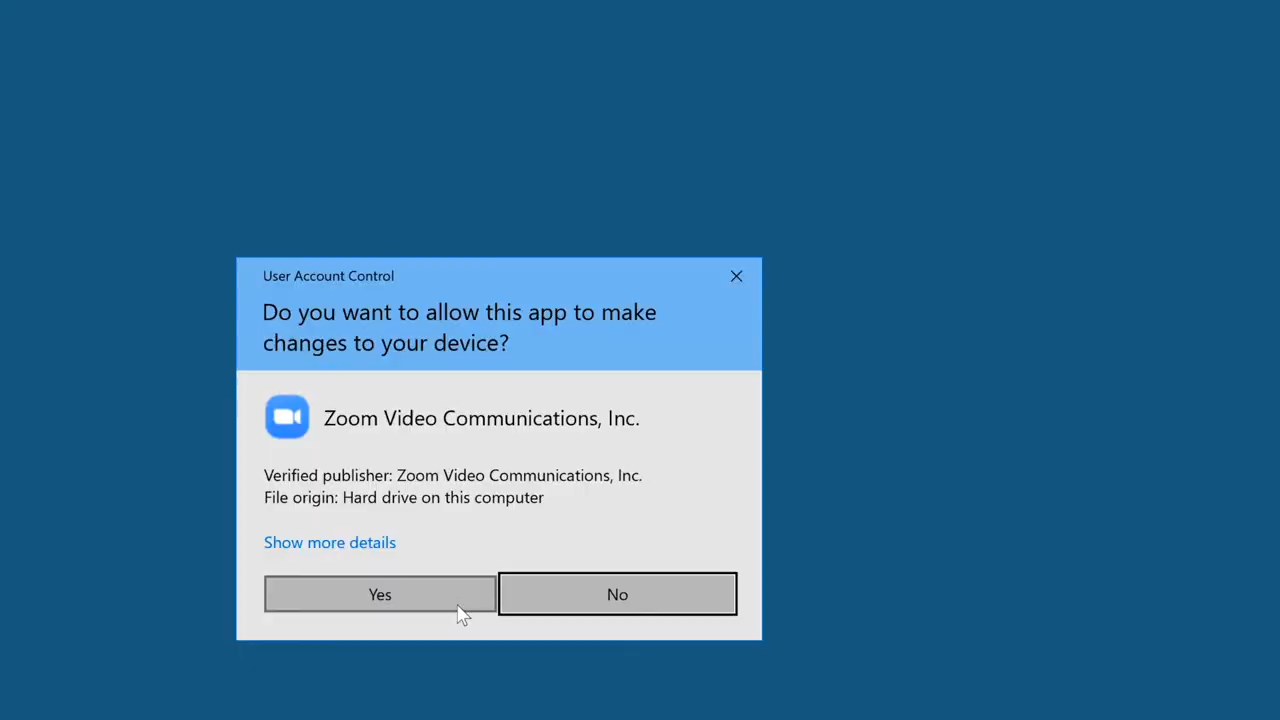 User Account Control
Do you want to allow this app to make
changes to your device?
Zoom Video Communications, Inc.
Verified publisher: Zoom Video Communications, Inc.
File origin: Hard drive on this computer
Show more details
Yes
No